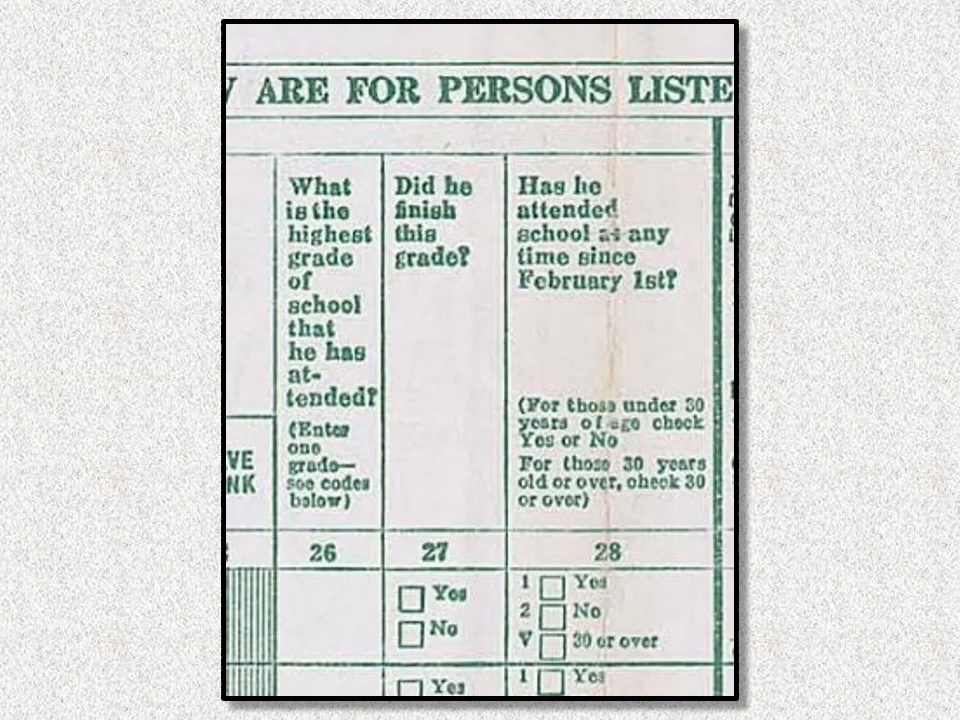 ARE FOR PERSONS LISTE
What
is the
highest
grade
of
school
that
he has
at-
tended?
(Enter
one
grade—
see codes
below)
Did he
finish
this
grade?
Has he
attended
school at any
time since
February 1st?
(For those under 30
years of age check
Yes or No
For those 30 years
old or over, check 30
or over)
VE
NK
26
27
28
Yes
No
1 Yes
2 No
V 30 or over
Yes
1 Yes